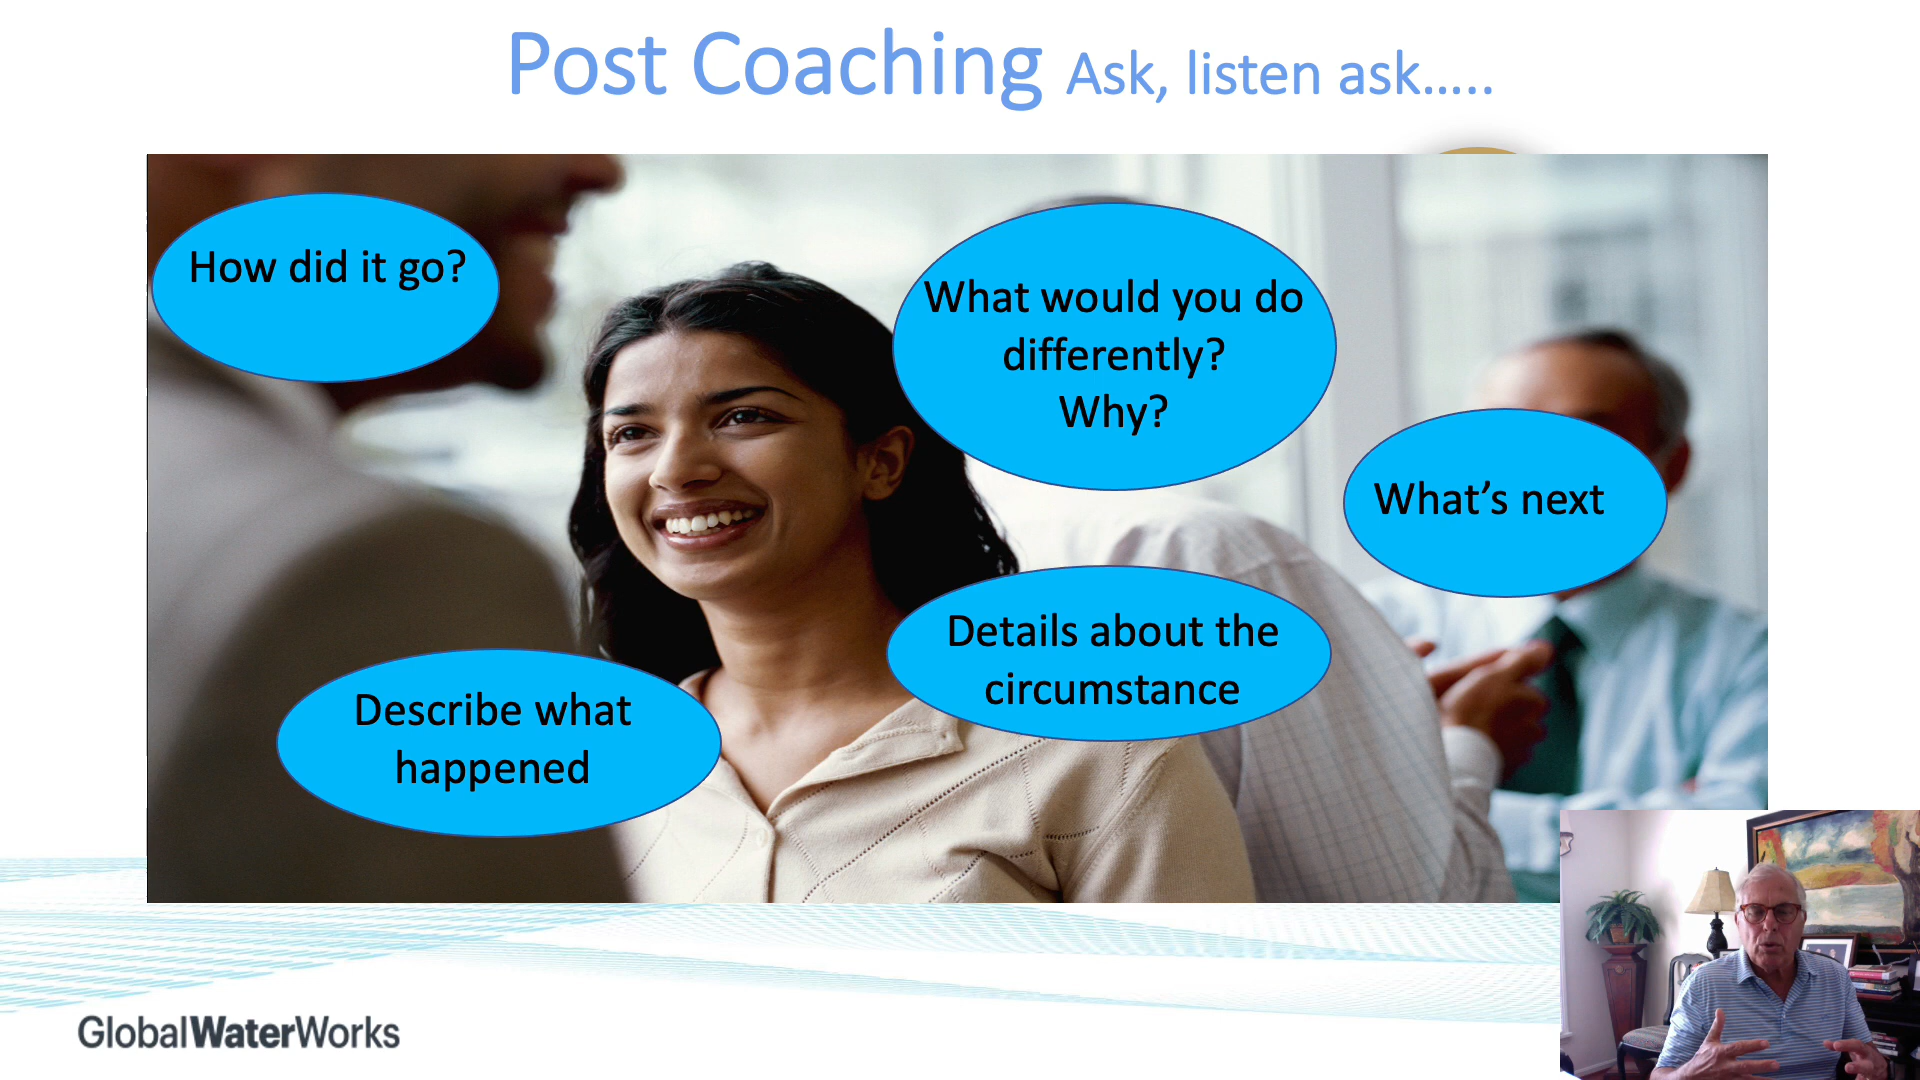 Post Coaching Ask, listen ask.....
How did it go?
What would you do
differently?
Why?
What's next
Details about the
circumstance
Describe what
happened
GlobalWaterWorks